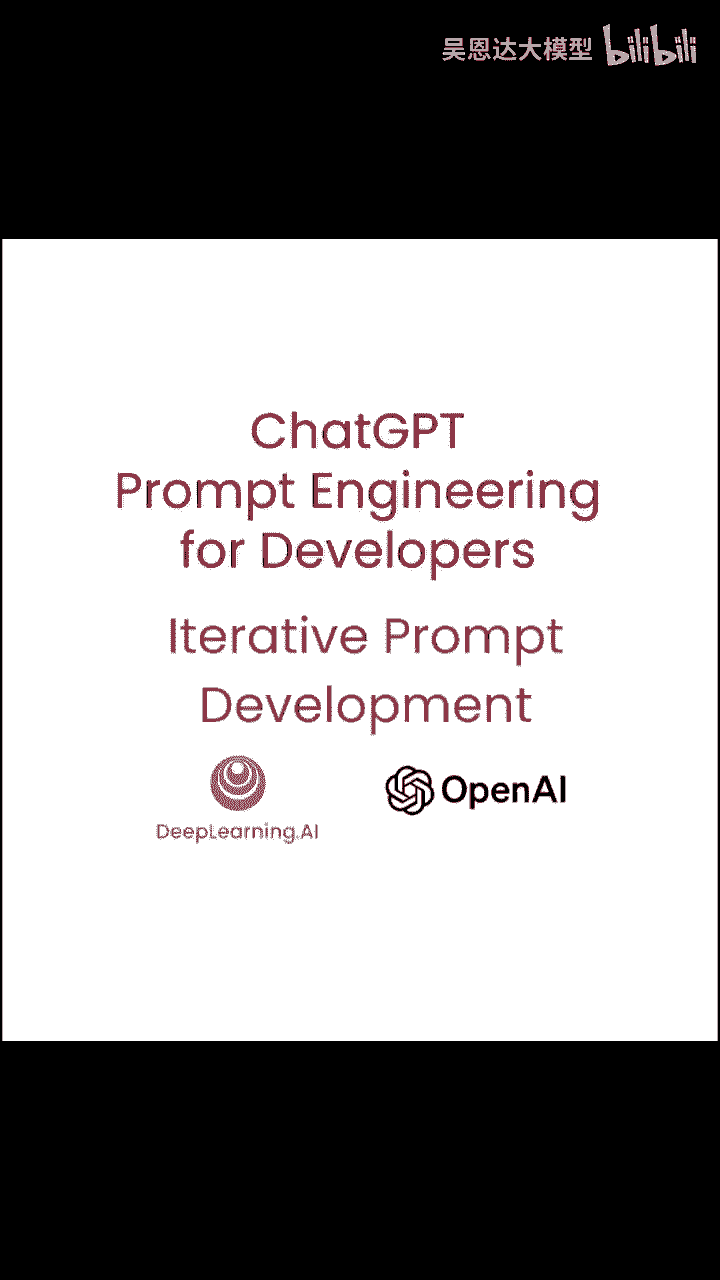 吴恩达大模型 bilibili
ChatGPT
Prompt Engineering
for Developers
Iterative Prompt
Development
DeepLearning.AI
OpenAI